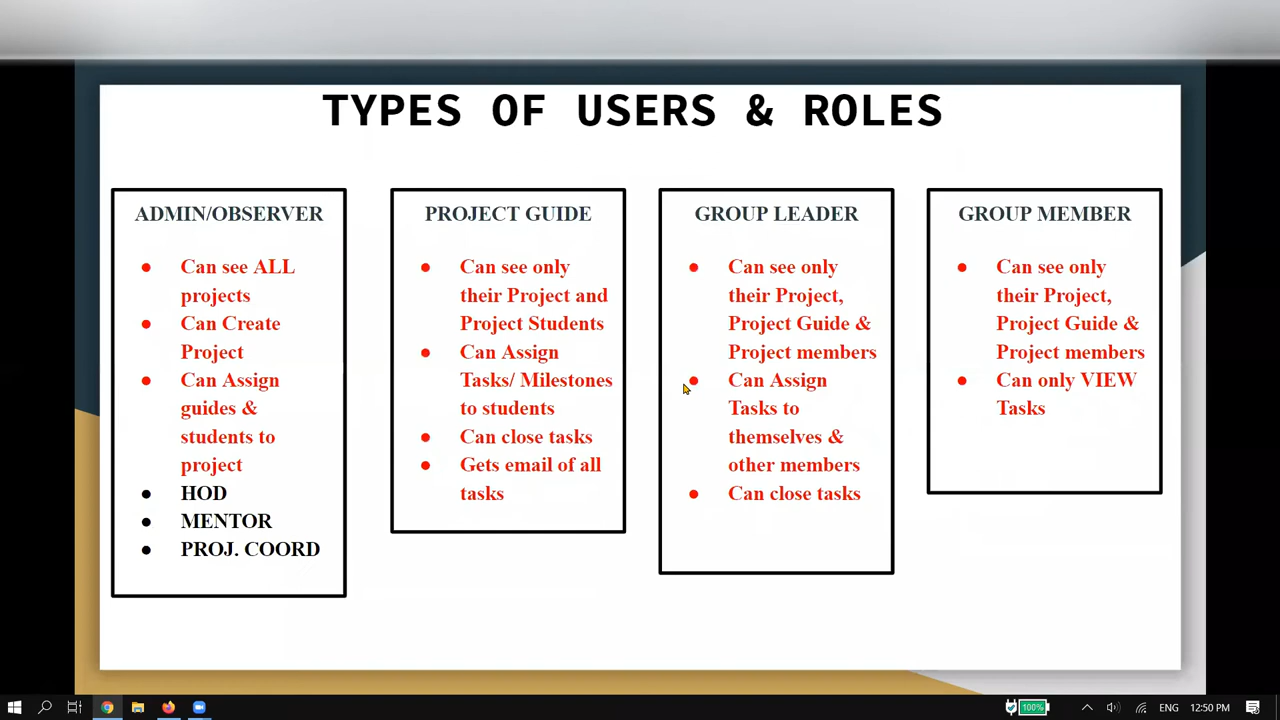 TYPES OF USERS & ROLES
ADMIN/OBSERVER
● Can see ALL
projects
● Can Create
Project
● Can Assign
guides &
students to
project
● HOD
● MENTOR
● PROJ. COORD
PROJECT GUIDE
● Can see only
their Project and
Project Students
● Can Assign
Tasks/ Milestones
to students
● Can close tasks
● Gets email of all
tasks
GROUP LEADER
● Can see only
their Project,
Project Guide &
Project members
● Can Assign
Tasks to
themselves &
other members
● Can close tasks
GROUP MEMBER
● Can see only
their Project,
Project Guide &
Project members
● Can only VIEW
Tasks
100%
ENG
12:50 PM